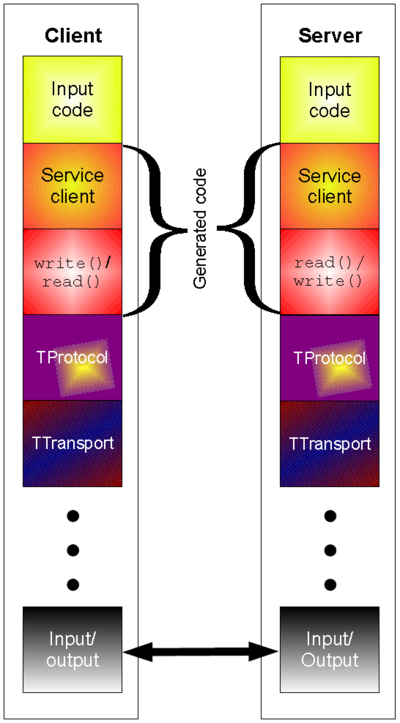 Client
Input
code
Service
client
write()/
read()
TProtocol
TTransport
Input/
output
Generated code
Server
Input
code
Service
client
read()/
write()
TProtocol
TTransport
Input/
Output